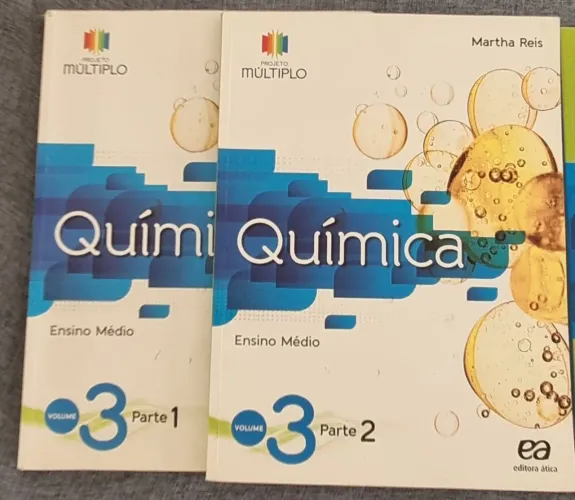 PROJETO
MÚLTIPLO
Quími
Ensino Médio
VOLUME
3
Parte 1
PROJETO
MÚLTIPLO
Martha Reis
Química
Ensino Médio
VOLUME
3
Parte 2
ea
editora ática